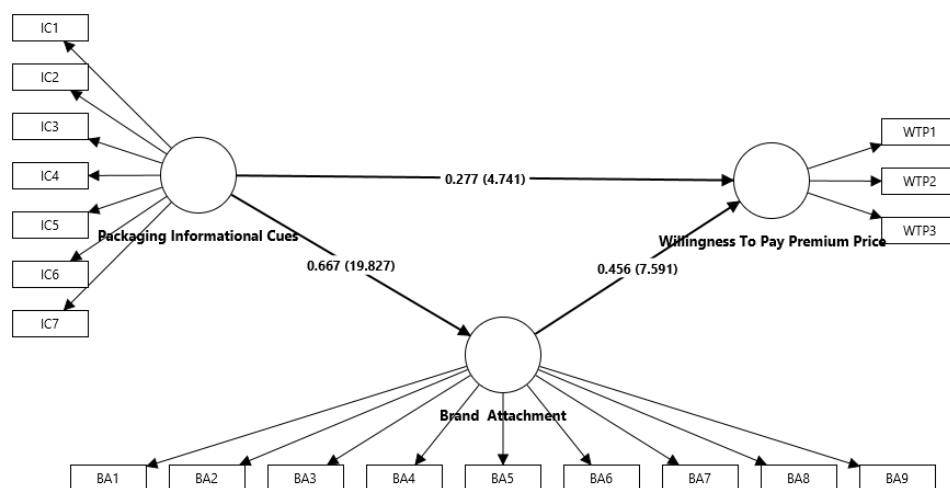 IC1
IC2
IC3
IC4
IC5
IC6
IC7
Packaging Informational Cues
0.277 (4.741)
0.667 (19.827)
0.456 (7.591)
WTP1
WTP2
WTP3
Willingness To Pay Premium Price
Brand  Attachment
BA1
BA2
BA3
BA4
BA5
BA6
BA7
BA8
BA9